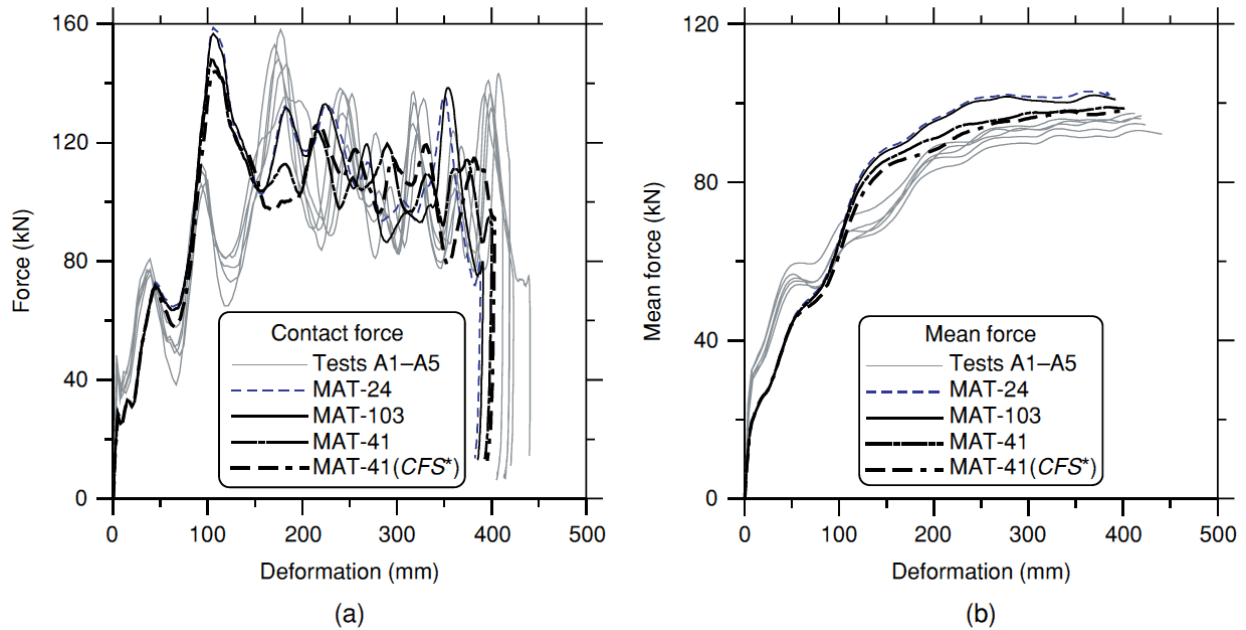 160
120
80
40
0
Force (kN)
Contact force
Tests A1–A5
MAT-24
MAT-103
MAT-41
MAT-41(CFS*)
0 100 200 300 400 500
Deformation (mm)
(a)
120
80
40
0
Mean force (kN)
Mean force
Tests A1–A5
MAT-24
MAT-103
MAT-41
MAT-41(CFS*)
0 100 200 300 400 500
Deformation (mm)
(b)